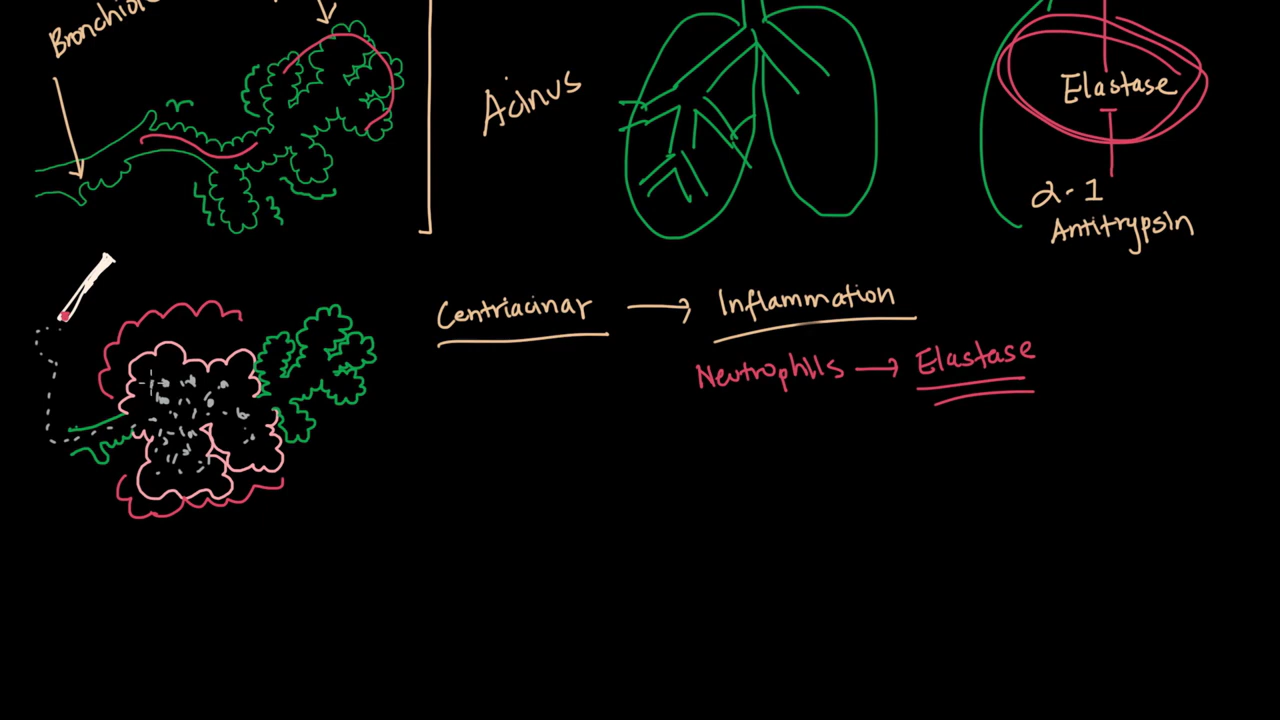 Acinus
Elastase
α-1
Antitrypsin
Centriacinar → Inflammation
Neutrophils → Elastase